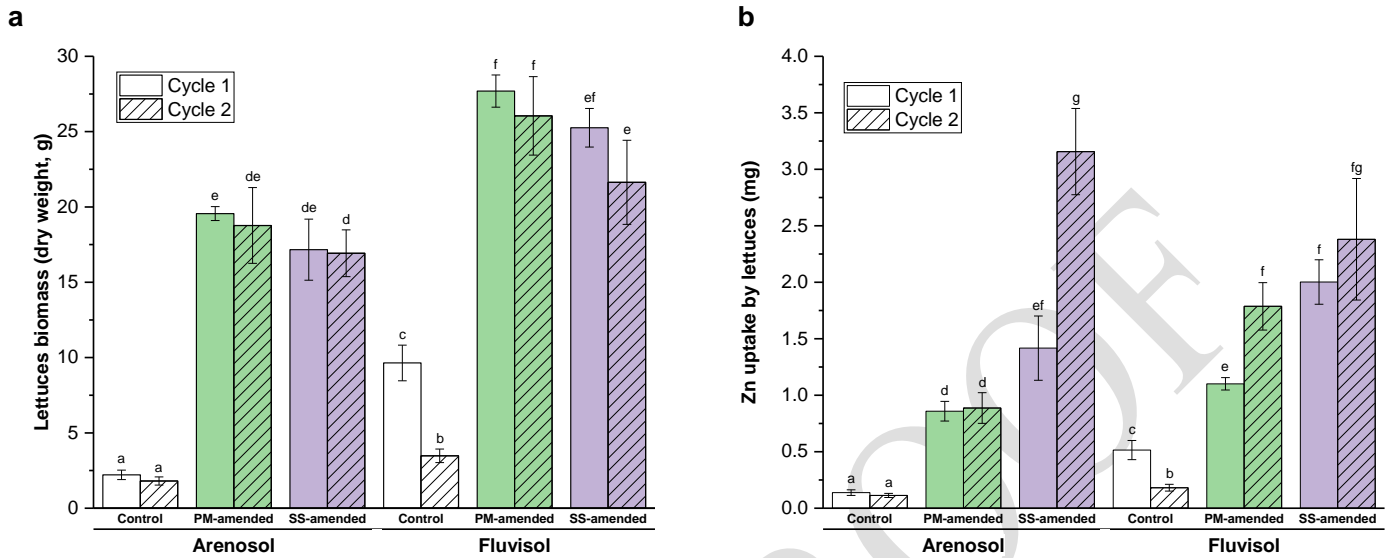 a
Lettuces biomass (dry weight, g)
30
25
20
15
10
5
0
Cycle 1
Cycle 2
a
a
e
de
de
d
c
b
f
f
ef
e
Control
PM-amended
SS-amended
Control
PM-amended
SS-amended
Arenosol
Fluvisol
b
Zn uptake by lettuces (mg)
4.0
3.5
3.0
2.5
2.0
1.5
1.0
0.5
0.0
Cycle 1
Cycle 2
a
a
d
d
ef
g
c
b
e
f
f
fg
Control
PM-amended
SS-amended
Control
PM-amended
SS-amended
Arenosol
Fluvisol